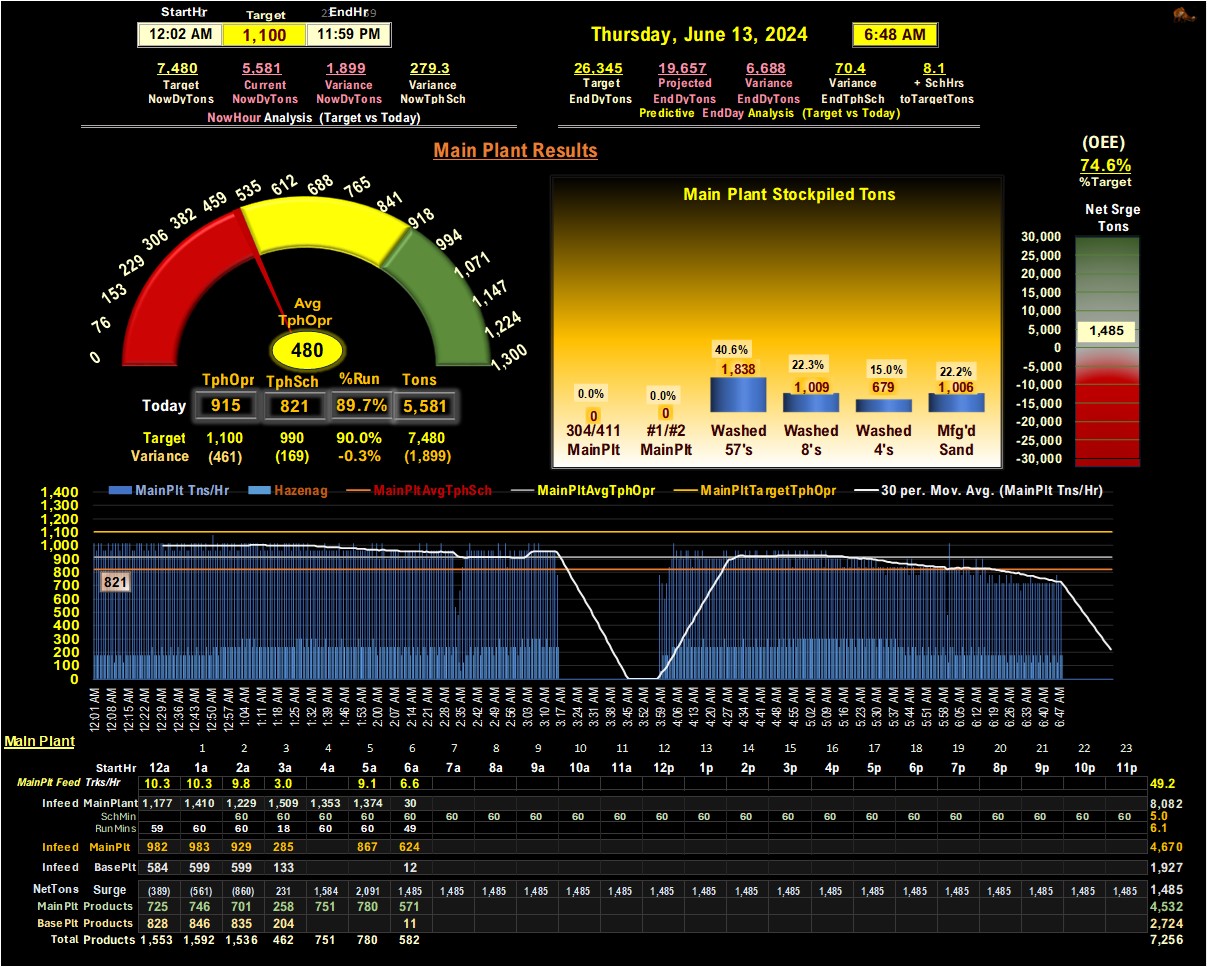 StartHr Target EndHr
12:02 AM 1,100 11:59 PM
Thursday, June 13, 2024 6:48 AM
7,480 5,581 1,899 279.3
Target Current Variance Variance
NowDyTons NowDyTons NowDyTons NowTphSch
NowHour Analysis (Target vs Today)
26,345 19,657 6,688 70.4 8.1
Target Projected Variance Variance + SchHrs
EndDyTons EndDyTons EndDyTons EndTphSch toTargetTons
Predictive EndDay Analysis (Target vs Today)
Main Plant Results
(OEE)
74.6%
%Target
Net Srge
Tons
0 76 153 229 306 382 459 535 612 688 765 841 918 994 1,071 1,147 1,224 1,300
Avg
TphOpr
480
TphOpr TphSch %Run Tons
Today 915 821 89.7% 5,581
Target 1,100 990 90.0% 7,480
Variance (461) (169) -0.3% (1,899)
Main Plant Stockpiled Tons
0.0% 0.0% 40.6% 22.3% 15.0% 22.2%
0 0 1,838 1,009 679 1,006
304/411 #1/#2 Washed Washed Washed Mfg'd
MainPlt MainPlt 57's 8's 4's Sand
30,000
25,000
20,000
15,000
10,000
5,000
0
-5,000
-10,000
-15,000
-20,000
-25,000
-30,000
1,485
MainPlt Tns/Hr Hazenag MainPltAvgTphSch MainPltAvgTphOpr MainPltTargetTphOpr 30 per. Mov. Avg. (MainPlt Tns/Hr)
1,400
1,300
1,200
1,100
1,000
900
800
700
600
500
400
300
200
100
0
821
12:01 AM 12:08 AM 12:15 AM 12:22 AM 12:29 AM 12:36 AM 12:43 AM 12:50 AM 12:57 AM 1:04 AM 1:11 AM 1:18 AM 1:25 AM 1:32 AM 1:39 AM 1:46 AM 1:53 AM 2:00 AM 2:07 AM 2:14 AM 2:21 AM 2:28 AM 2:35 AM 2:42 AM 2:49 AM 2:56 AM 3:03 AM 3:10 AM 3:17 AM 3:24 AM 3:31 AM 3:38 AM 3:45 AM 3:52 AM 3:59 AM 4:06 AM 4:13 AM 4:20 AM 4:27 AM 4:34 AM 4:41 AM 4:48 AM 4:55 AM 5:02 AM 5:09 AM 5:16 AM 5:23 AM 5:30 AM 5:37 AM 5:44 AM 5:51 AM 5:58 AM 6:05 AM 6:12 AM 6:19 AM 6:26 AM 6:33 AM 6:40 AM 6:47 AM
Main Plant
1 2 3 4 5 6 7 8 9 10 11 12 13 14 15 16 17 18 19 20 21 22 23
StartHr 12a 1a 2a 3a 4a 5a 6a 7a 8a 9a 10a 11a 12p 1p 2p 3p 4p 5p 6p 7p 8p 9p 10p 11p
MainPlt Feed Trks/Hr 10.3 10.3 9.8 3.0 9.1 6.6 49.2
Infeed MainPlant 1,177 1,410 1,229 1,509 1,353 1,374 30 8,082
SchMin 60 60 60 60 60 60 60 60 60 60 60 60 60 60 60 60 60 60 60 60 60 60 5.0
RunMins 59 60 60 18 60 60 49 6.1
Infeed MainPlt 982 983 929 285 867 624 4,670
Infeed BasePlt 584 599 599 133 12 1,927
NetTons Surge (389) (561) (860) 231 1,584 2,091 1,485 1,485 1,485 1,485 1,485 1,485 1,485 1,485 1,485 1,485 1,485 1,485 1,485 1,485 1,485 1,485 1,485 1,485 1,485
MainPlt Products 725 746 701 258 751 780 571 4,532
BasePlt Products 828 846 835 204 11 2,724
Total Products 1,553 1,592 1,536 462 751 780 582 7,256